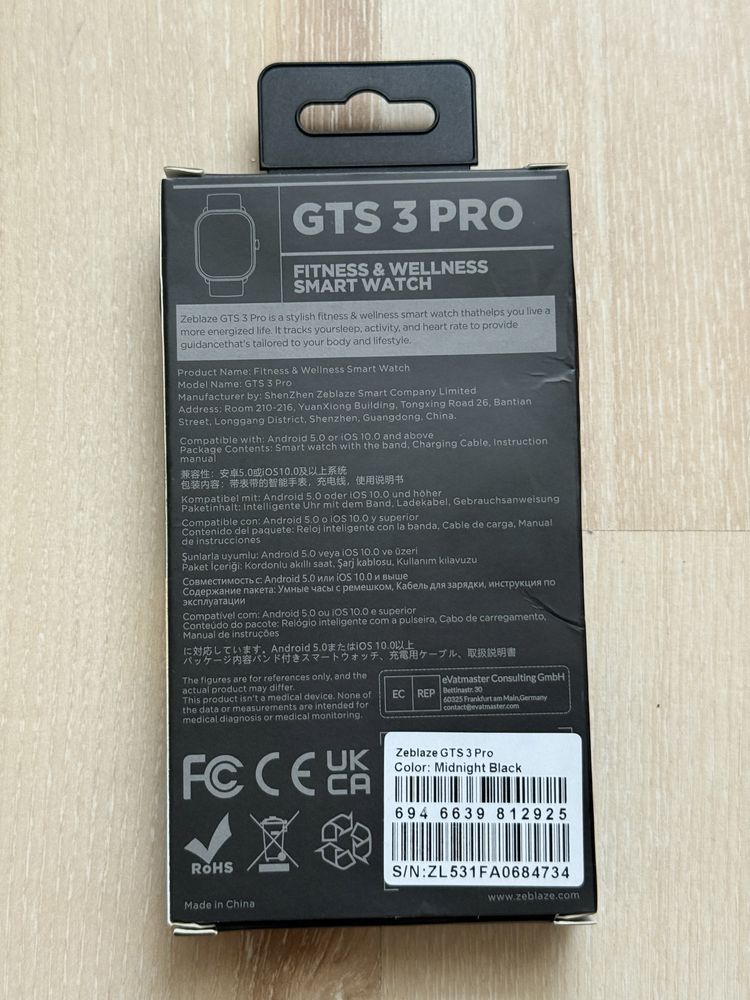 GTS 3 PRO
FITNESS & WELLNESS
SMART WATCH
Zeblaze GTS 3 Pro is a stylish fitness & wellness smart watch thathelps you live a
more energized life. It tracks yoursleep, activity, and heart rate to provide
guidancethat's tailored to your body and lifestyle.
Product Name: Fitness & Wellness Smart Watch
Model Name: GTS 3 Pro
Manufacturer by: ShenZhen Zeblaze Smart Company Limited
Address: Room 210-216, YuanXiong Building, Tongxing Road 26, Bantian
Street, Longgang District, Shenzhen, Guangdong, China.
Compatible with: Android 5.0 or iOS 10.0 and above
Package Contents: Smart watch with the band, Charging Cable, Instruction
manual
兼容性：安卓5.0或iOS10.0及以上系统
包装内容：带表带的智能手表，充电线，使用说明书
Kompatibel mit: Android 5.0 oder iOS 10.0 und höher
Paketinhalt: Intelligente Uhr mit dem Band, Ladekabel, Gebrauchsanweisung
Compatible con: Android 5.0 o iOS 10.0 y superior
Contenido del paquete: Reloj inteligente con la banda, Cable de carga, Manual
de instrucciones
Şunlarla uyumlu: Android 5.0 veya iOS 10.0 ve üzeri
Paket İçeriği: Kordonlu akıllı saat, Şarj kablosu, Kullanım kılavuzu
Совместимость с: Android 5.0 или iOS 10.0 и выше
Содержание пакета: Умные часы с ремешком, Кабель для зарядки, инструкция по
эксплуатации
Compatível com: Android 5.0 ou iOS 10.0 e superior
Conteúdo do pacote: Relógio inteligente com a pulseira, Cabo de carregamento,
Manual de instruções
に対応しています。Android 5.0またはiOS 10.0以上
パッケージ内容バンド付きスマートウォッチ、充電用ケーブル、取扱説明書
The figures are for references only, and the
actual product may differ.
This product isn't a medical device. None of
the data or measurements are intended for
medical diagnosis or medical monitoring.
EC REP
eVatmaster Consulting GmbH
Bettinastr. 30
60325 Frankfurt am Main,Germany
contact@evatmaster.com
FC CE UK
CA
RoHS
Zeblaze GTS 3 Pro
Color: Midnight Black
694 6639 812925
S/N:ZL531FA0684734
Made in China
www.zeblaze.com